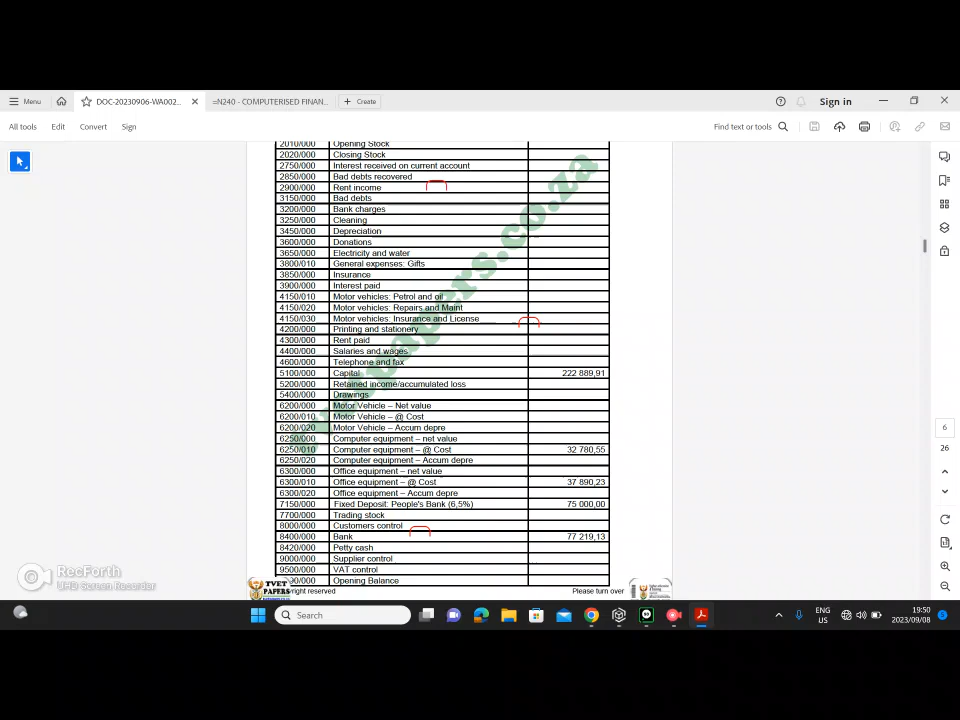 Menu DOC-20230906-WA002... =N240 - COMPUTERISED FINAN... Create Sign in
All tools Edit Convert Sign Find text or tools
2010/000 Opening Stock
2020/000 Closing Stock
2750/000 Interest received on current account
2850/000 Bad debts recovered
2900/000 Rent income
3150/000 Bad debts
3200/000 Bank charges
3250/000 Cleaning
3450/000 Depreciation
3600/000 Donations
3650/000 Electricity and water
3800/010 General expenses: Gifts
3850/000 Insurance
3900/000 Interest paid
4150/010 Motor vehicles: Petrol and oil
4150/020 Motor vehicles: Repairs and Maint
4150/030 Motor vehicles: Insurance and License
4200/000 Printing and stationery
4300/000 Rent paid
4400/000 Salaries and wages
4600/000 Telephone and fax
5100/000 Capital 222 889,91
5200/000 Retained income/accumulated loss
5400/000 Drawings
6200/000 Motor Vehicle – Net value
6200/010 Motor Vehicle – @ Cost
6200/020 Motor Vehicle – Accum depre
6250/000 Computer equipment – net value
6250/010 Computer equipment – @ Cost 32 780,55
6250/020 Computer equipment – Accum depre
6300/000 Office equipment – net value
6300/010 Office equipment – @ Cost 37 890,23
6300/020 Office equipment – Accum depre
7150/000 Fixed Deposit: People's Bank (6,5%) 75 000,00
7700/000 Trading stock
8000/000 Customers control
8400/000 Bank 77 219,13
8420/000 Petty cash
9000/000 Supplier control
9500/000 VAT control
Opening Balance
6
26
TVET
PAPERS
reserved Please turn over
RecForth
UHD Screen Recorder
Search
ENG
US
19:50
2023/09/08
5